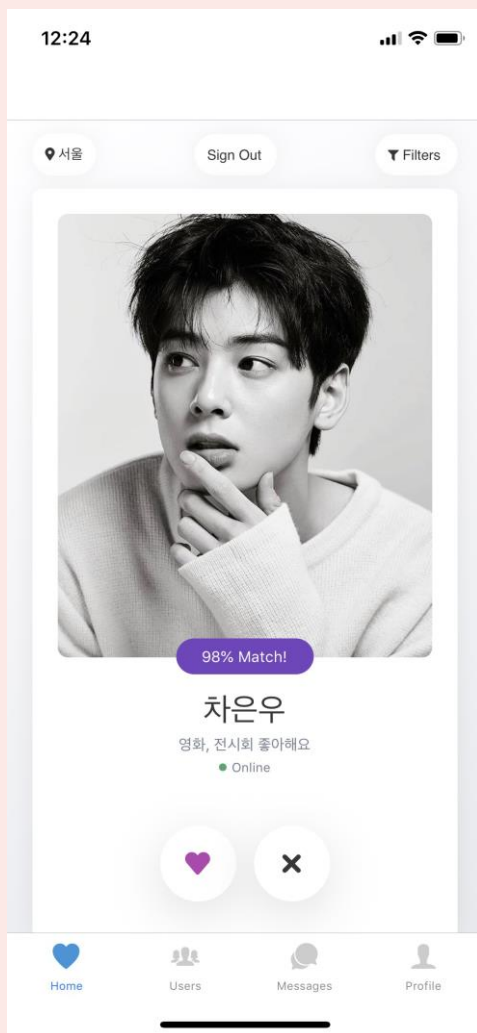 12:24
서울
Sign Out
Filters
98% Match!
차은우
영화, 전시회 좋아해요
Online
Home
Users
Messages
Profile